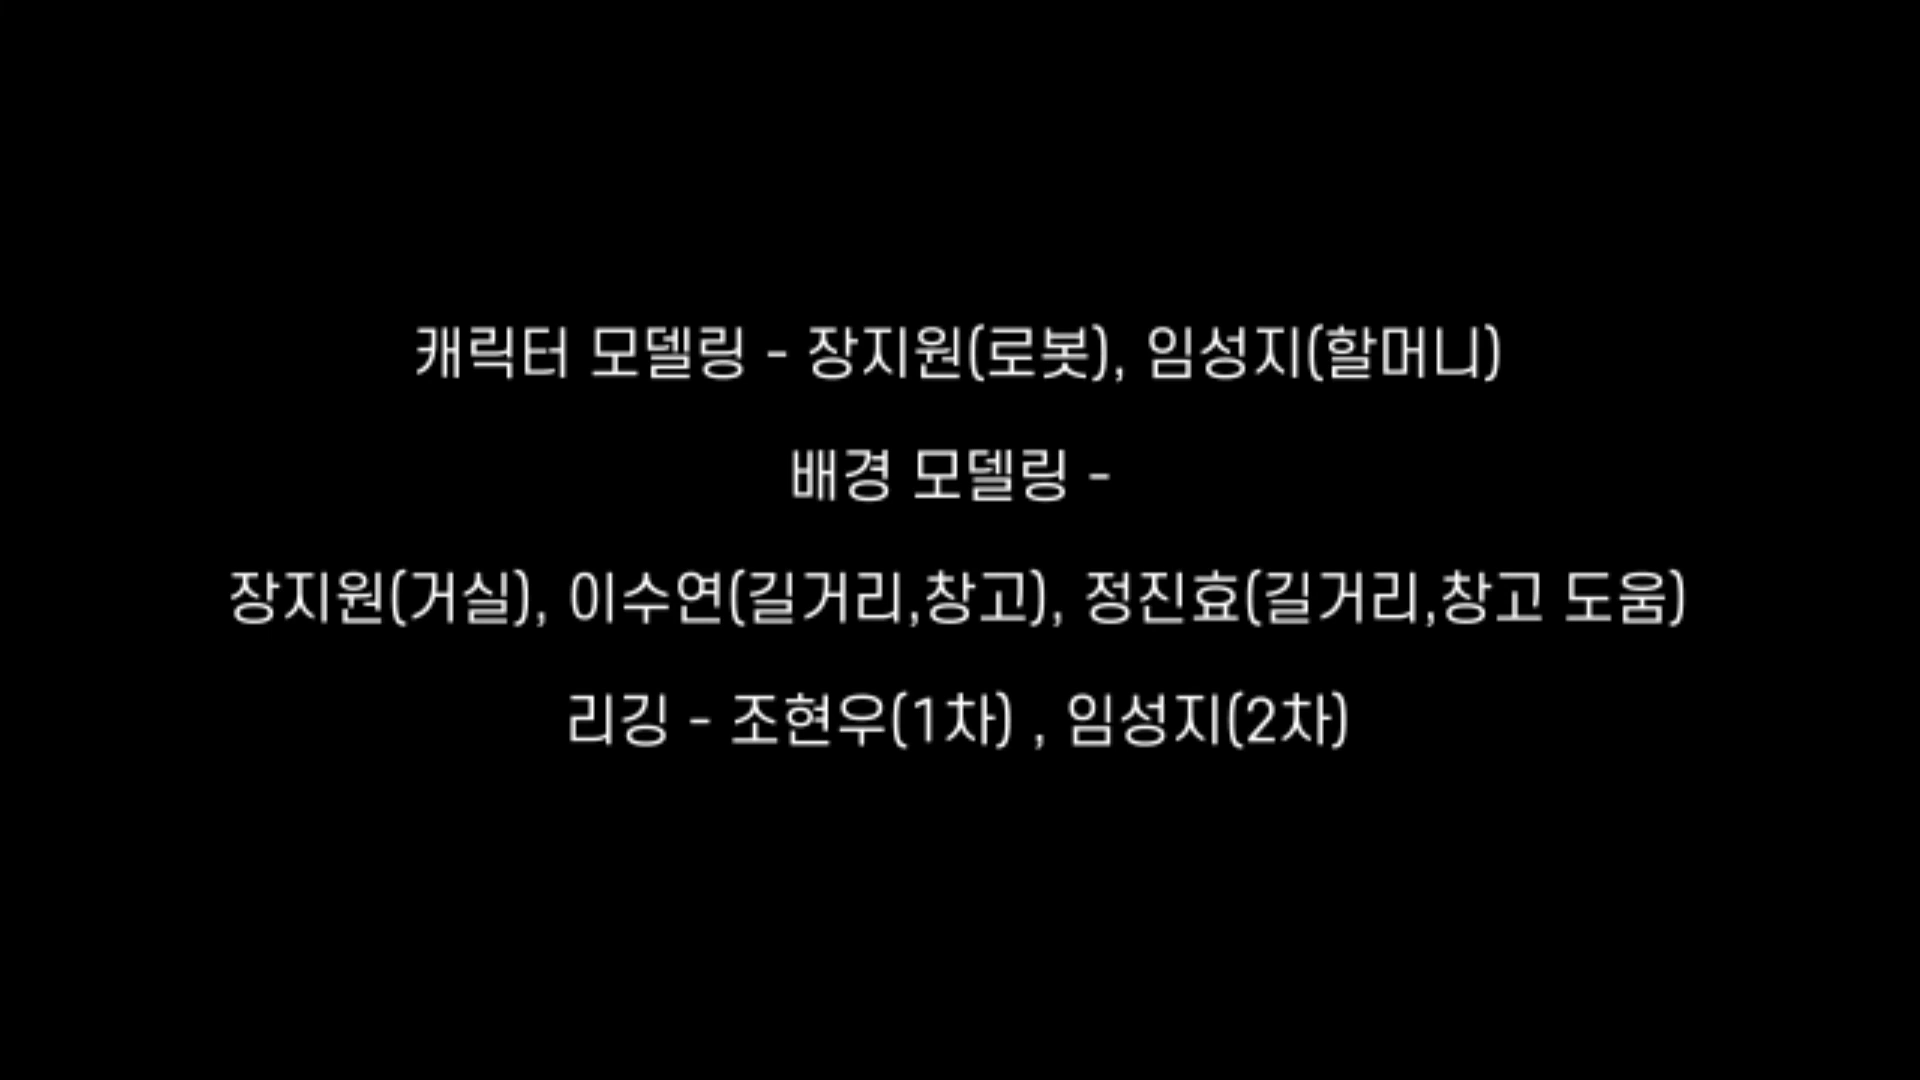 캐릭터 모델링 - 장지원(로봇), 임성지(할머니)
배경 모델링 -
장지원(거실), 이수연(길거리,창고), 정진효(길거리,창고 도움)
리깅 - 조현우(1차) , 임성지(2차)